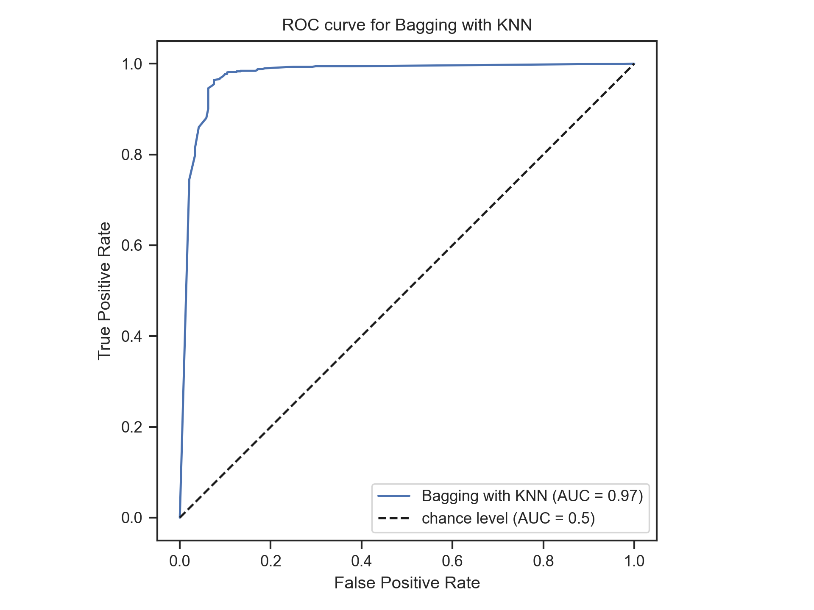 ROC curve for Bagging with KNN
1.0
0.8
0.6
0.4
0.2
0.0
True Positive Rate
Bagging with KNN (AUC = 0.97)
chance level (AUC = 0.5)
0.0 0.2 0.4 0.6 0.8 1.0
False Positive Rate